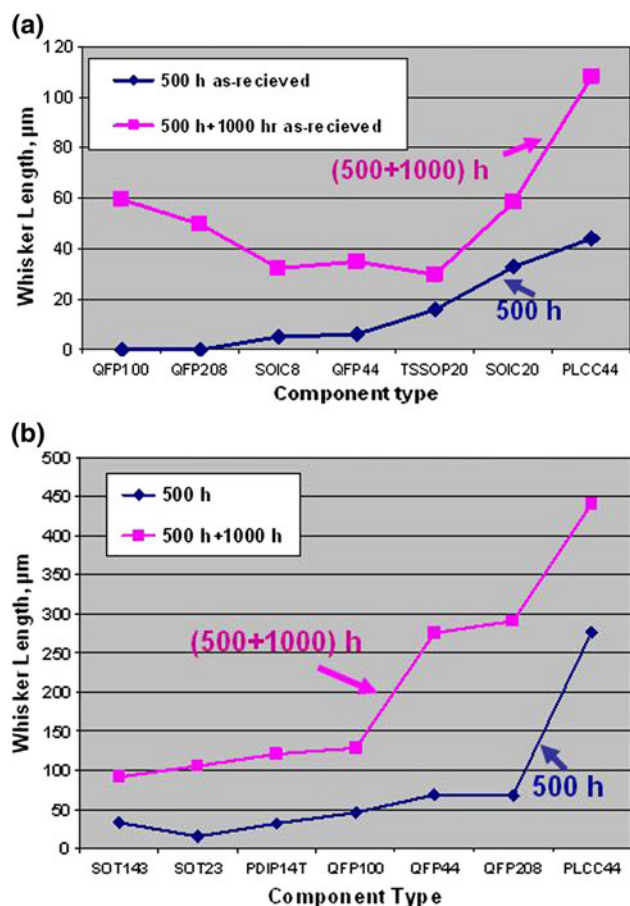 (a)
120
100
80
60
40
20
0
Whisker Length, µm
500 h as-recieved
500 h+1000 hr as-recieved
(500+1000) h
500 h
QFP100 QFP208 SOIC8 QFP44 TSSOP20 SOIC20 PLCC44
Component type
(b)
500
450
400
350
300
250
200
150
100
50
0
Whisker Length, µm
500 h
500 h+1000 h
(500+1000) h
500 h
SOT143 SOT23 PDIP14T QFP100 QFP44 QFP208 PLCC44
Component Type